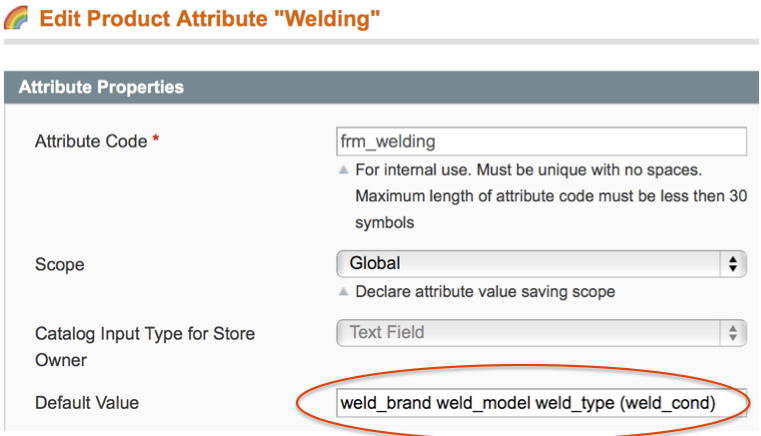 Edit Product Attribute "Welding"
Attribute Properties
Attribute Code *
frm_welding
For internal use. Must be unique with no spaces.
Maximum length of attribute code must be less then 30
symbols
Scope
Global
Declare attribute value saving scope
Catalog Input Type for Store
Owner
Text Field
Default Value
weld_brand weld_model weld_type (weld_cond)